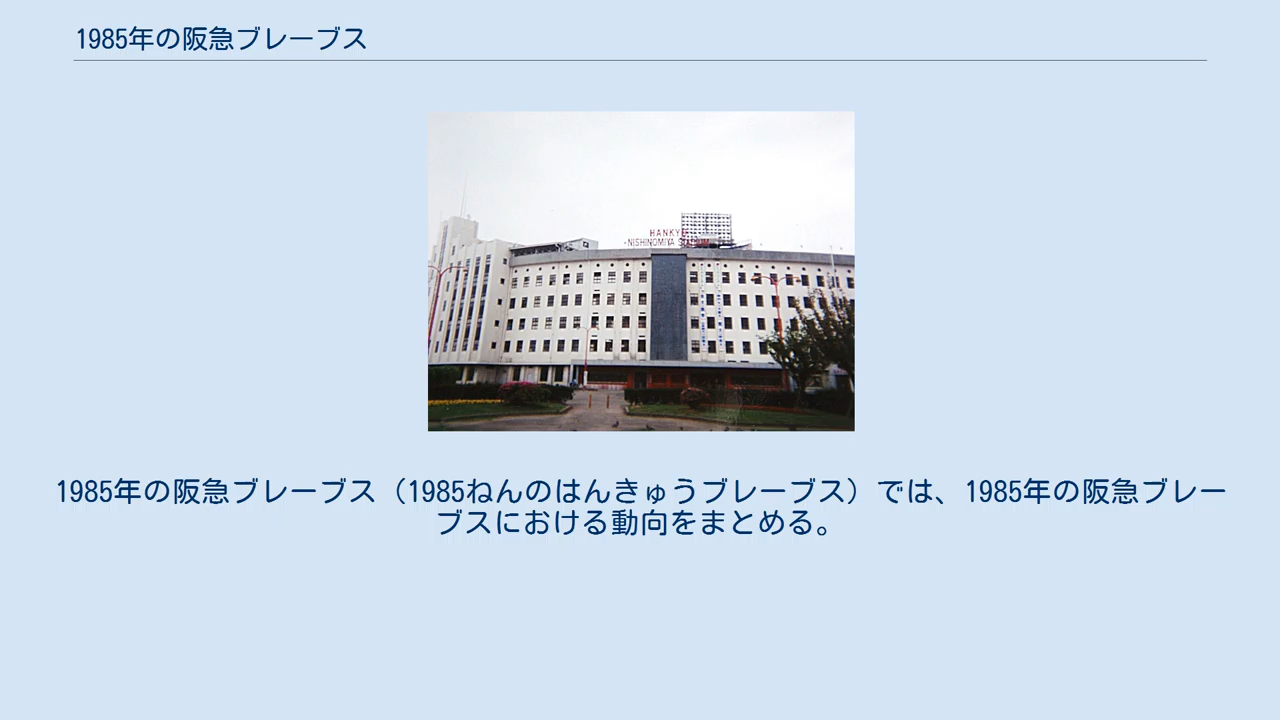 1985年の阪急ブレーブス
HANKYU
NISHINOMIYA STADIUM
1985年の阪急ブレーブス（1985ねんのはんきゅうブレーブス）では、1985年の阪急ブレー
ブスにおける動向をまとめる。